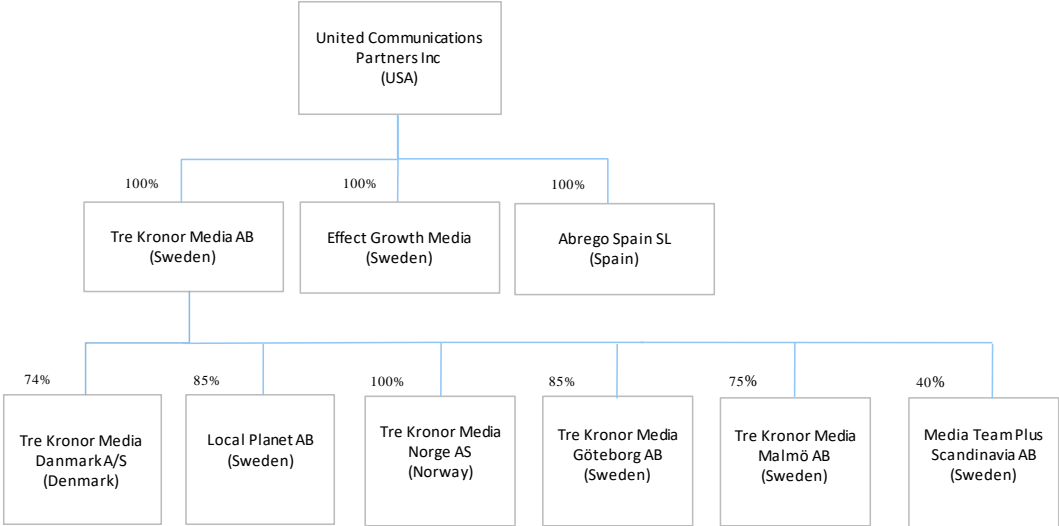 United Communications
Partners Inc
(USA)
100%
100%
100%
Tre Kronor Media AB
(Sweden)
Effect Growth Media
(Sweden)
Abrego Spain SL
(Spain)
74%
85%
100%
85%
75%
40%
Tre Kronor Media
Danmark A/S
(Denmark)
Local Planet AB
(Sweden)
Tre Kronor Media
Norge AS
(Norway)
Tre Kronor Media
Göteborg AB
(Sweden)
Tre Kronor Media
Malmö AB
(Sweden)
Media Team Plus
Scandinavia AB
(Sweden)